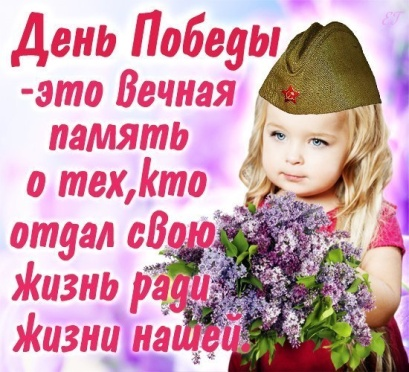 День Победы
-это Вечная
память
о тех,кто
отдал свою
жизнь ради
жизни нашей.